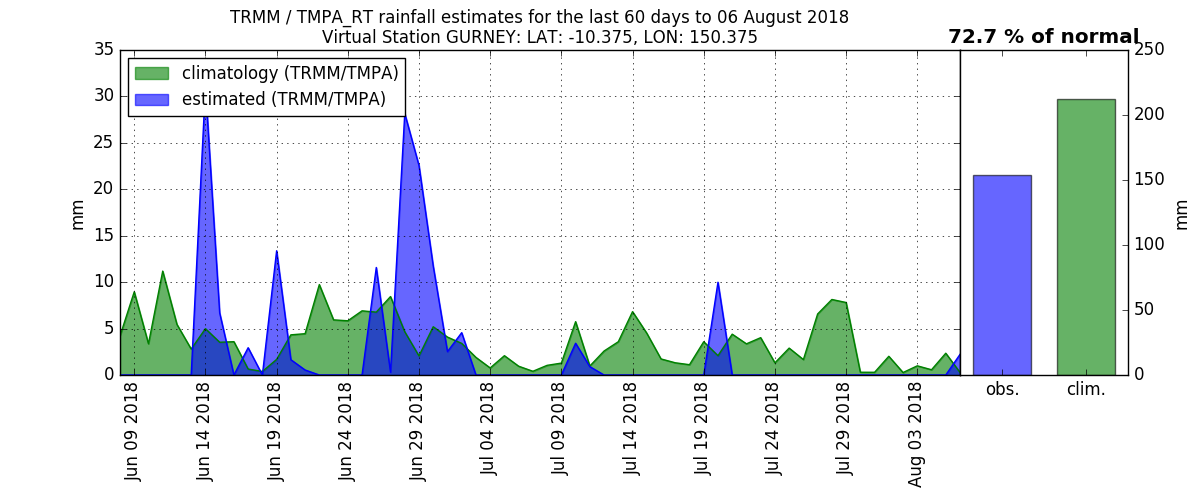 TRMM / TMPA_RT rainfall estimates for the last 60 days to 06 August 2018
Virtual Station GURNEY: LAT: -10.375, LON: 150.375
72.7 % of normal
climatology (TRMM/TMPA)
estimated (TRMM/TMPA)
35
30
25
20
15
10
5
0
mm
Jun 09 2018
Jun 14 2018
Jun 19 2018
Jun 24 2018
Jun 29 2018
Jul 04 2018
Jul 09 2018
Jul 14 2018
Jul 19 2018
Jul 24 2018
Jul 29 2018
Aug 03 2018
obs.
clim.
250
200
150
100
50
0
mm